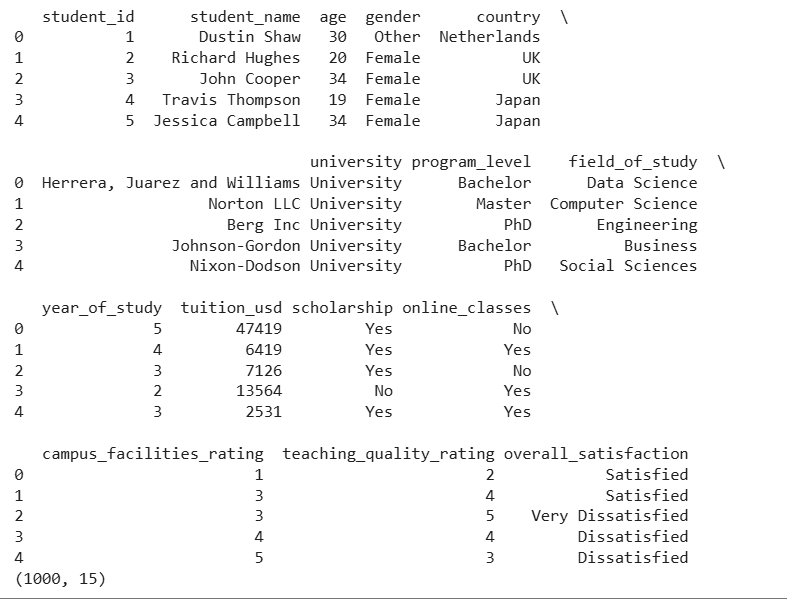 student_id student_name age gender country \
0 1 Dustin Shaw 30 Other Netherlands
1 2 Richard Hughes 20 Female UK
2 3 John Cooper 34 Female UK
3 4 Travis Thompson 19 Female Japan
4 5 Jessica Campbell 34 Female Japan
university program_level field_of_study \
0 Herrera, Juarez and Williams University Bachelor Data Science
1 Norton LLC University Master Computer Science
2 Berg Inc University PhD Engineering
3 Johnson-Gordon University Bachelor Business
4 Nixon-Dodson University PhD Social Sciences
year_of_study tuition_usd scholarship online_classes \
0 5 47419 Yes No
1 4 6419 Yes Yes
2 3 7126 Yes No
3 2 13564 No Yes
4 3 2531 Yes Yes
campus_facilities_rating teaching_quality_rating overall_satisfaction
0 1 2 Satisfied
1 3 4 Satisfied
2 3 5 Very Dissatisfied
3 4 4 Dissatisfied
4 5 3 Dissatisfied
(1000, 15)